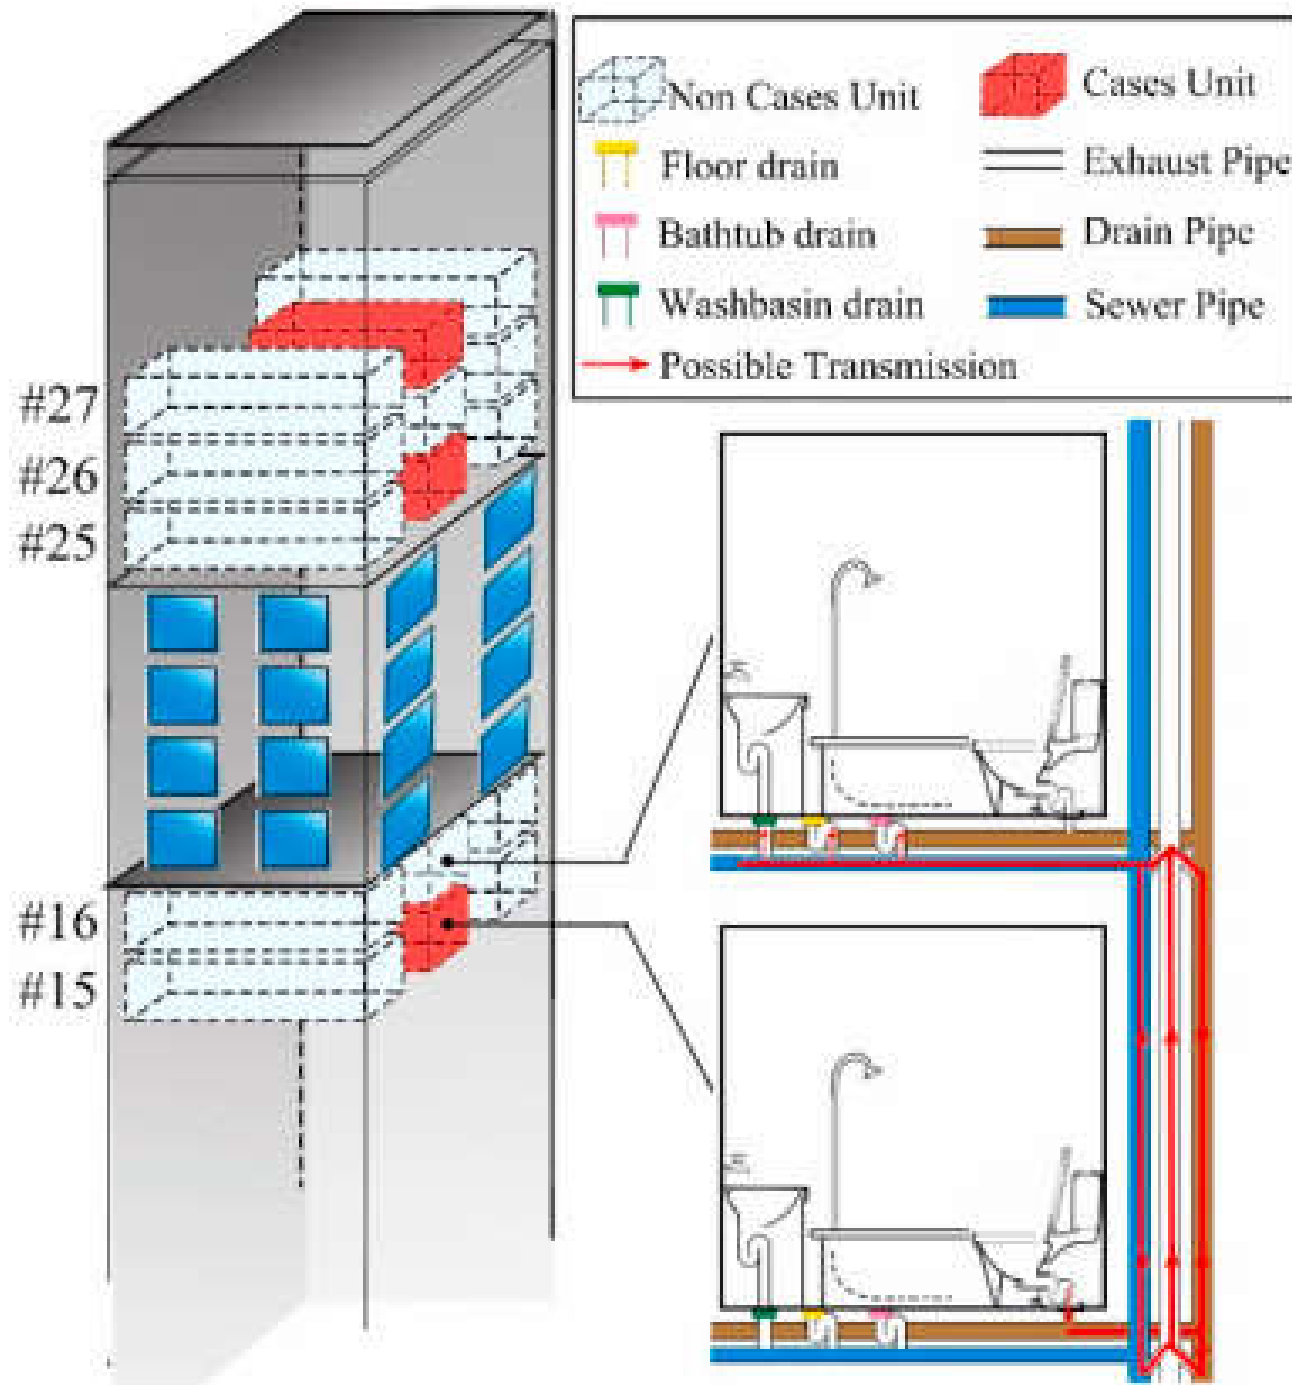 Non Cases Unit
Cases Unit
Floor drain
Exhaust Pipe
Bathtub drain
Drain Pipe
Washbasin drain
Sewer Pipe
Possible Transmission
#27
#26
#25
#16
#15